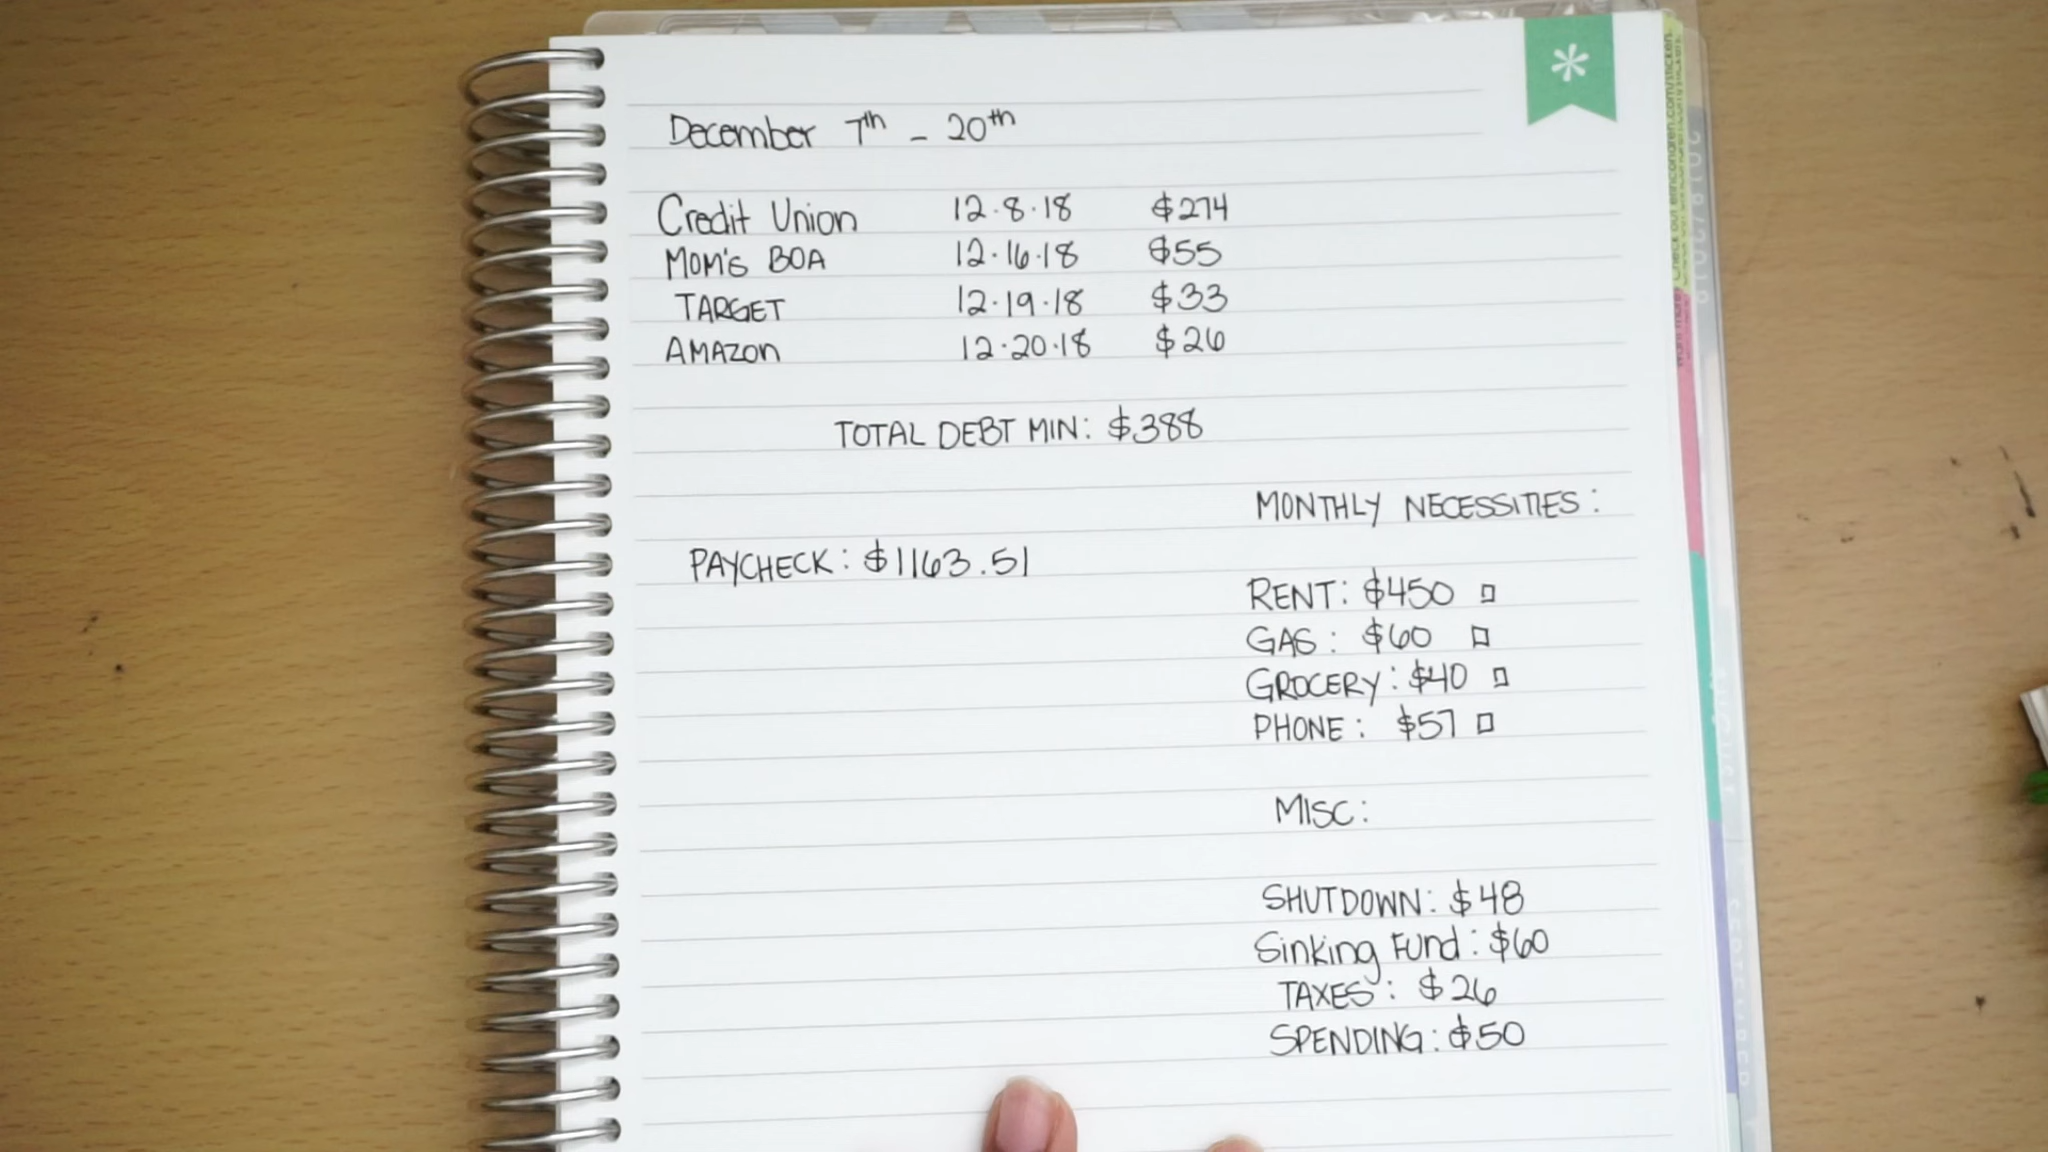 December 7th - 20th
Credit Union 12.8.18 $274
MOM'S BOA 12.16.18 $55
TARGET 12.19.18 $33
AMAZON 12.20.18 $26
TOTAL DEBT MIN: $388
MONTHLY NECESSITIES:
PAYCHECK: $1163.51
RENT: $450
GAS: $60
GROCERY: $40
PHONE: $57
MISC:
SHUTDOWN: $48
Sinking Fund: $60
TAXES: $26
SPENDING: $50